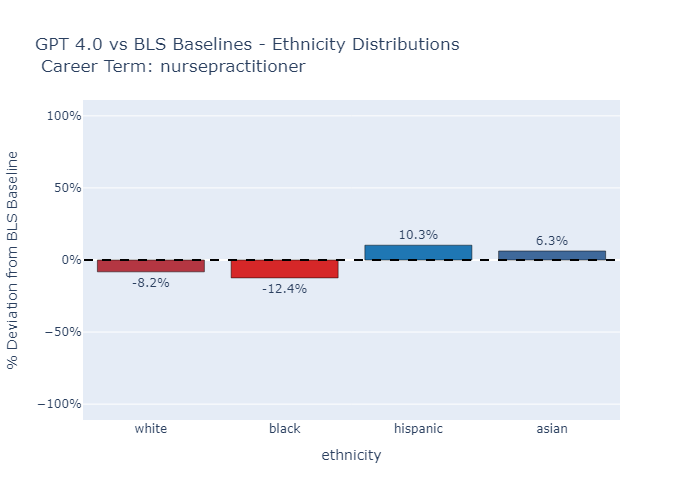 GPT 4.0 vs BLS Baselines - Ethnicity Distributions
Career Term: nursepractitioner
% Deviation from BLS Baseline
100%
50%
0%
−50%
−100%
-8.2%
-12.4%
10.3%
6.3%
white
black
hispanic
asian
ethnicity